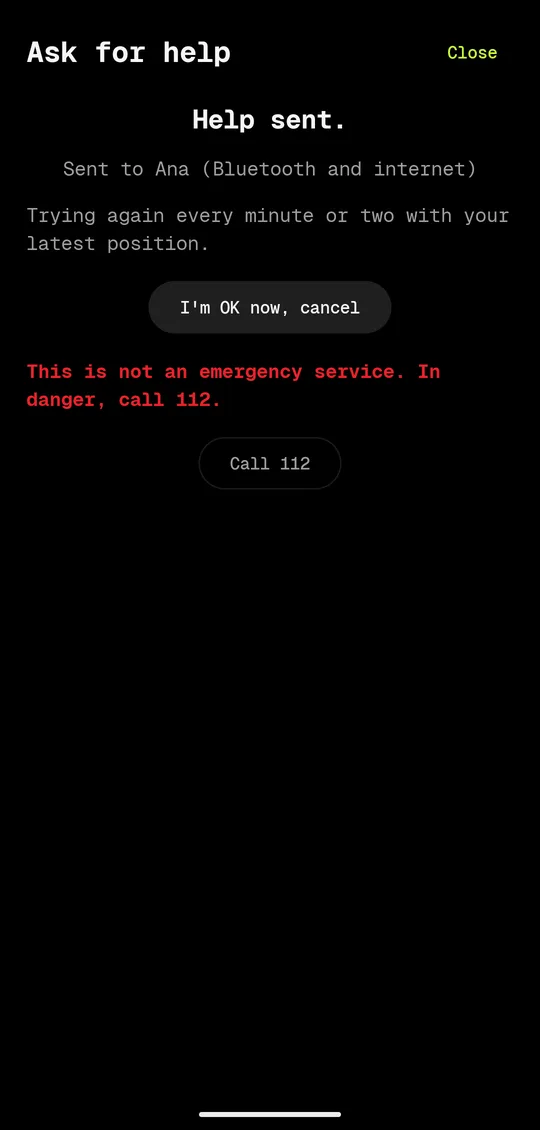 Ask for help
Close
Help sent.
Sent to Ana (Bluetooth and internet)
Trying again every minute or two with your
latest position.
I'm OK now, cancel
This is not an emergency service. In
danger, call 112.
Call 112